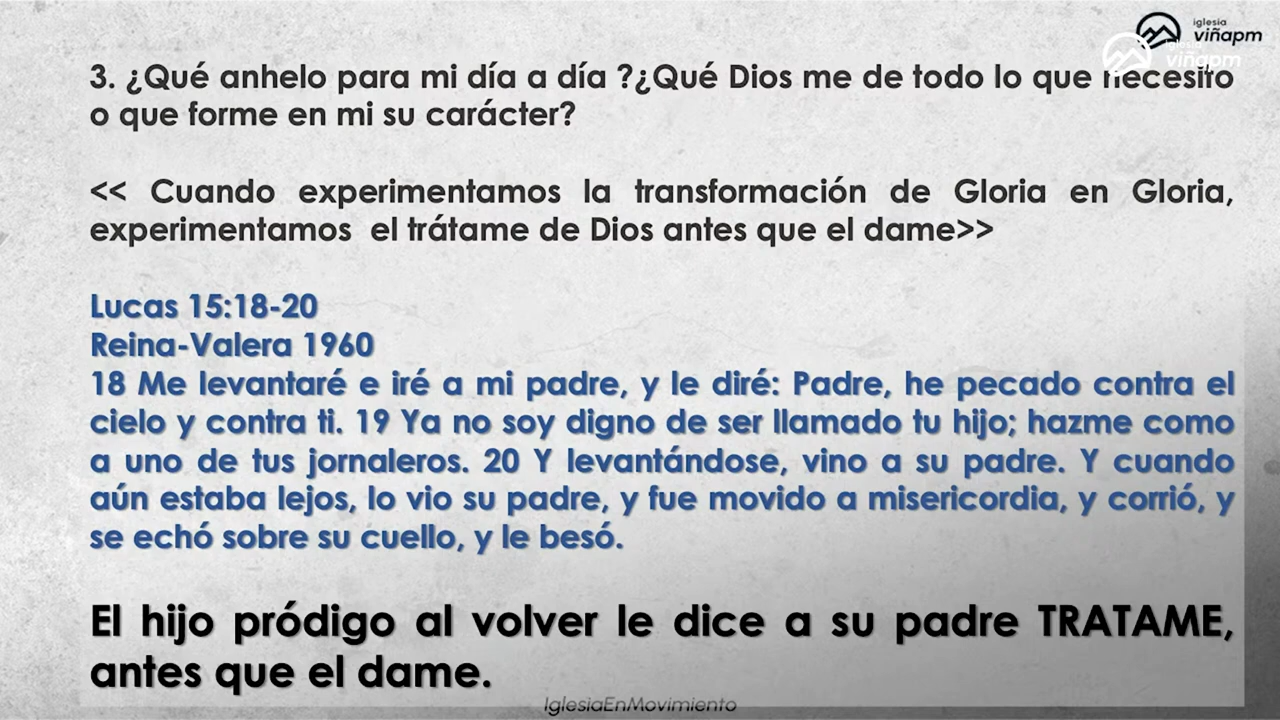 iglesia
viñapm
iglesia
viñapm
3. ¿Qué anhelo para mi día a día ?¿Qué Dios me de todo lo que necesito
o que forme en mi su carácter?
<< Cuando experimentamos la transformación de Gloria en Gloria,
experimentamos el trátame de Dios antes que el dame>>
Lucas 15:18-20
Reina-Valera 1960
18 Me levantaré e iré a mi padre, y le diré: Padre, he pecado contra el
cielo y contra ti. 19 Ya no soy digno de ser llamado tu hijo; hazme como
a uno de tus jornaleros. 20 Y levantándose, vino a su padre. Y cuando
aún estaba lejos, lo vio su padre, y fue movido a misericordia, y corrió, y
se echó sobre su cuello, y le besó.
El hijo pródigo al volver le dice a su padre TRATAME,
antes que el dame.
IglesiaEnMovimiento